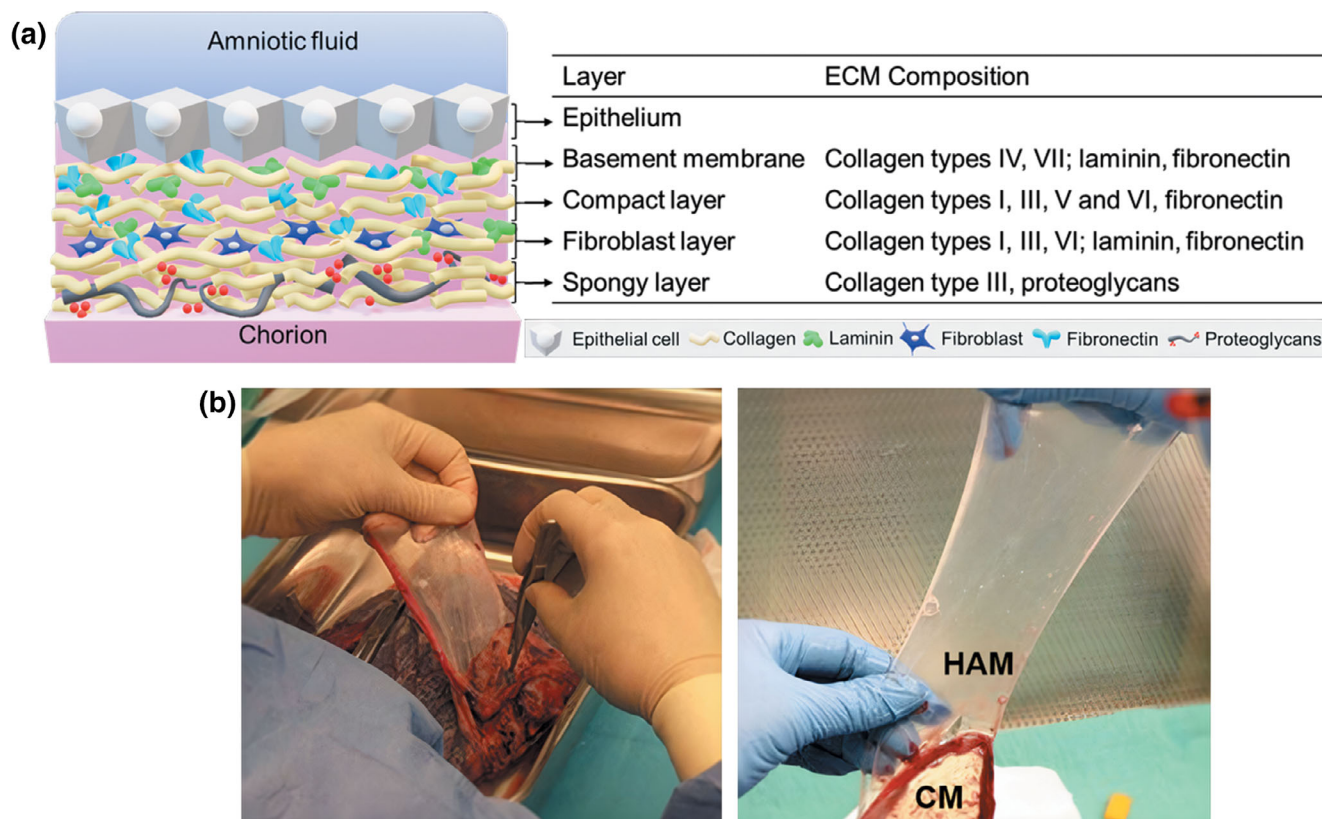 (a)
Amniotic fluid
Chorion
Layer ECM Composition
Epithelium
Basement membrane Collagen types IV, VII; laminin, fibronectin
Compact layer Collagen types I, III, V and VI, fibronectin
Fibroblast layer Collagen types I, III, VI; laminin, fibronectin
Spongy layer Collagen type III, proteoglycans
Epithelial cell Collagen Laminin Fibroblast Fibronectin Proteoglycans
(b)
HAM
CM